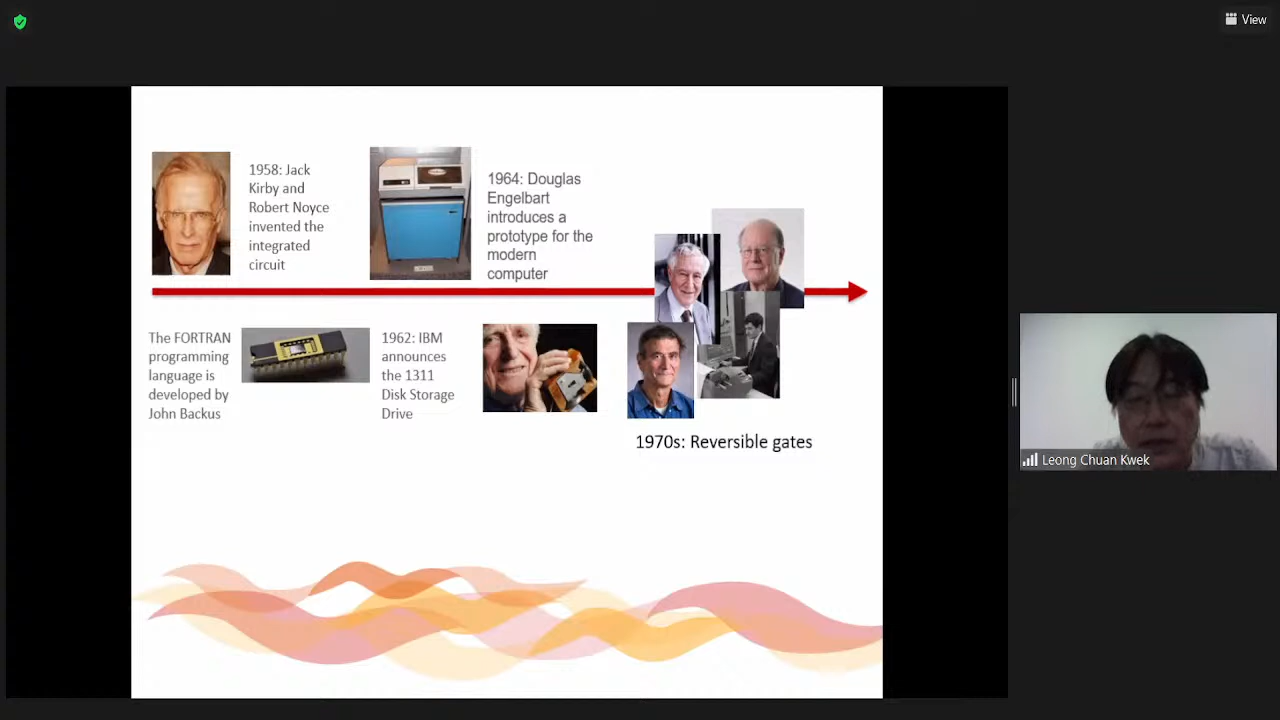 View
1958: Jack
Kirby and
Robert Noyce
invented the
integrated
circuit
1964: Douglas
Engelbart
introduces a
prototype for the
modern
computer
The FORTRAN
programming
language is
developed by
John Backus
1962: IBM
announces
the 1311
Disk Storage
Drive
1970s: Reversible gates
Leong Chuan Kwek